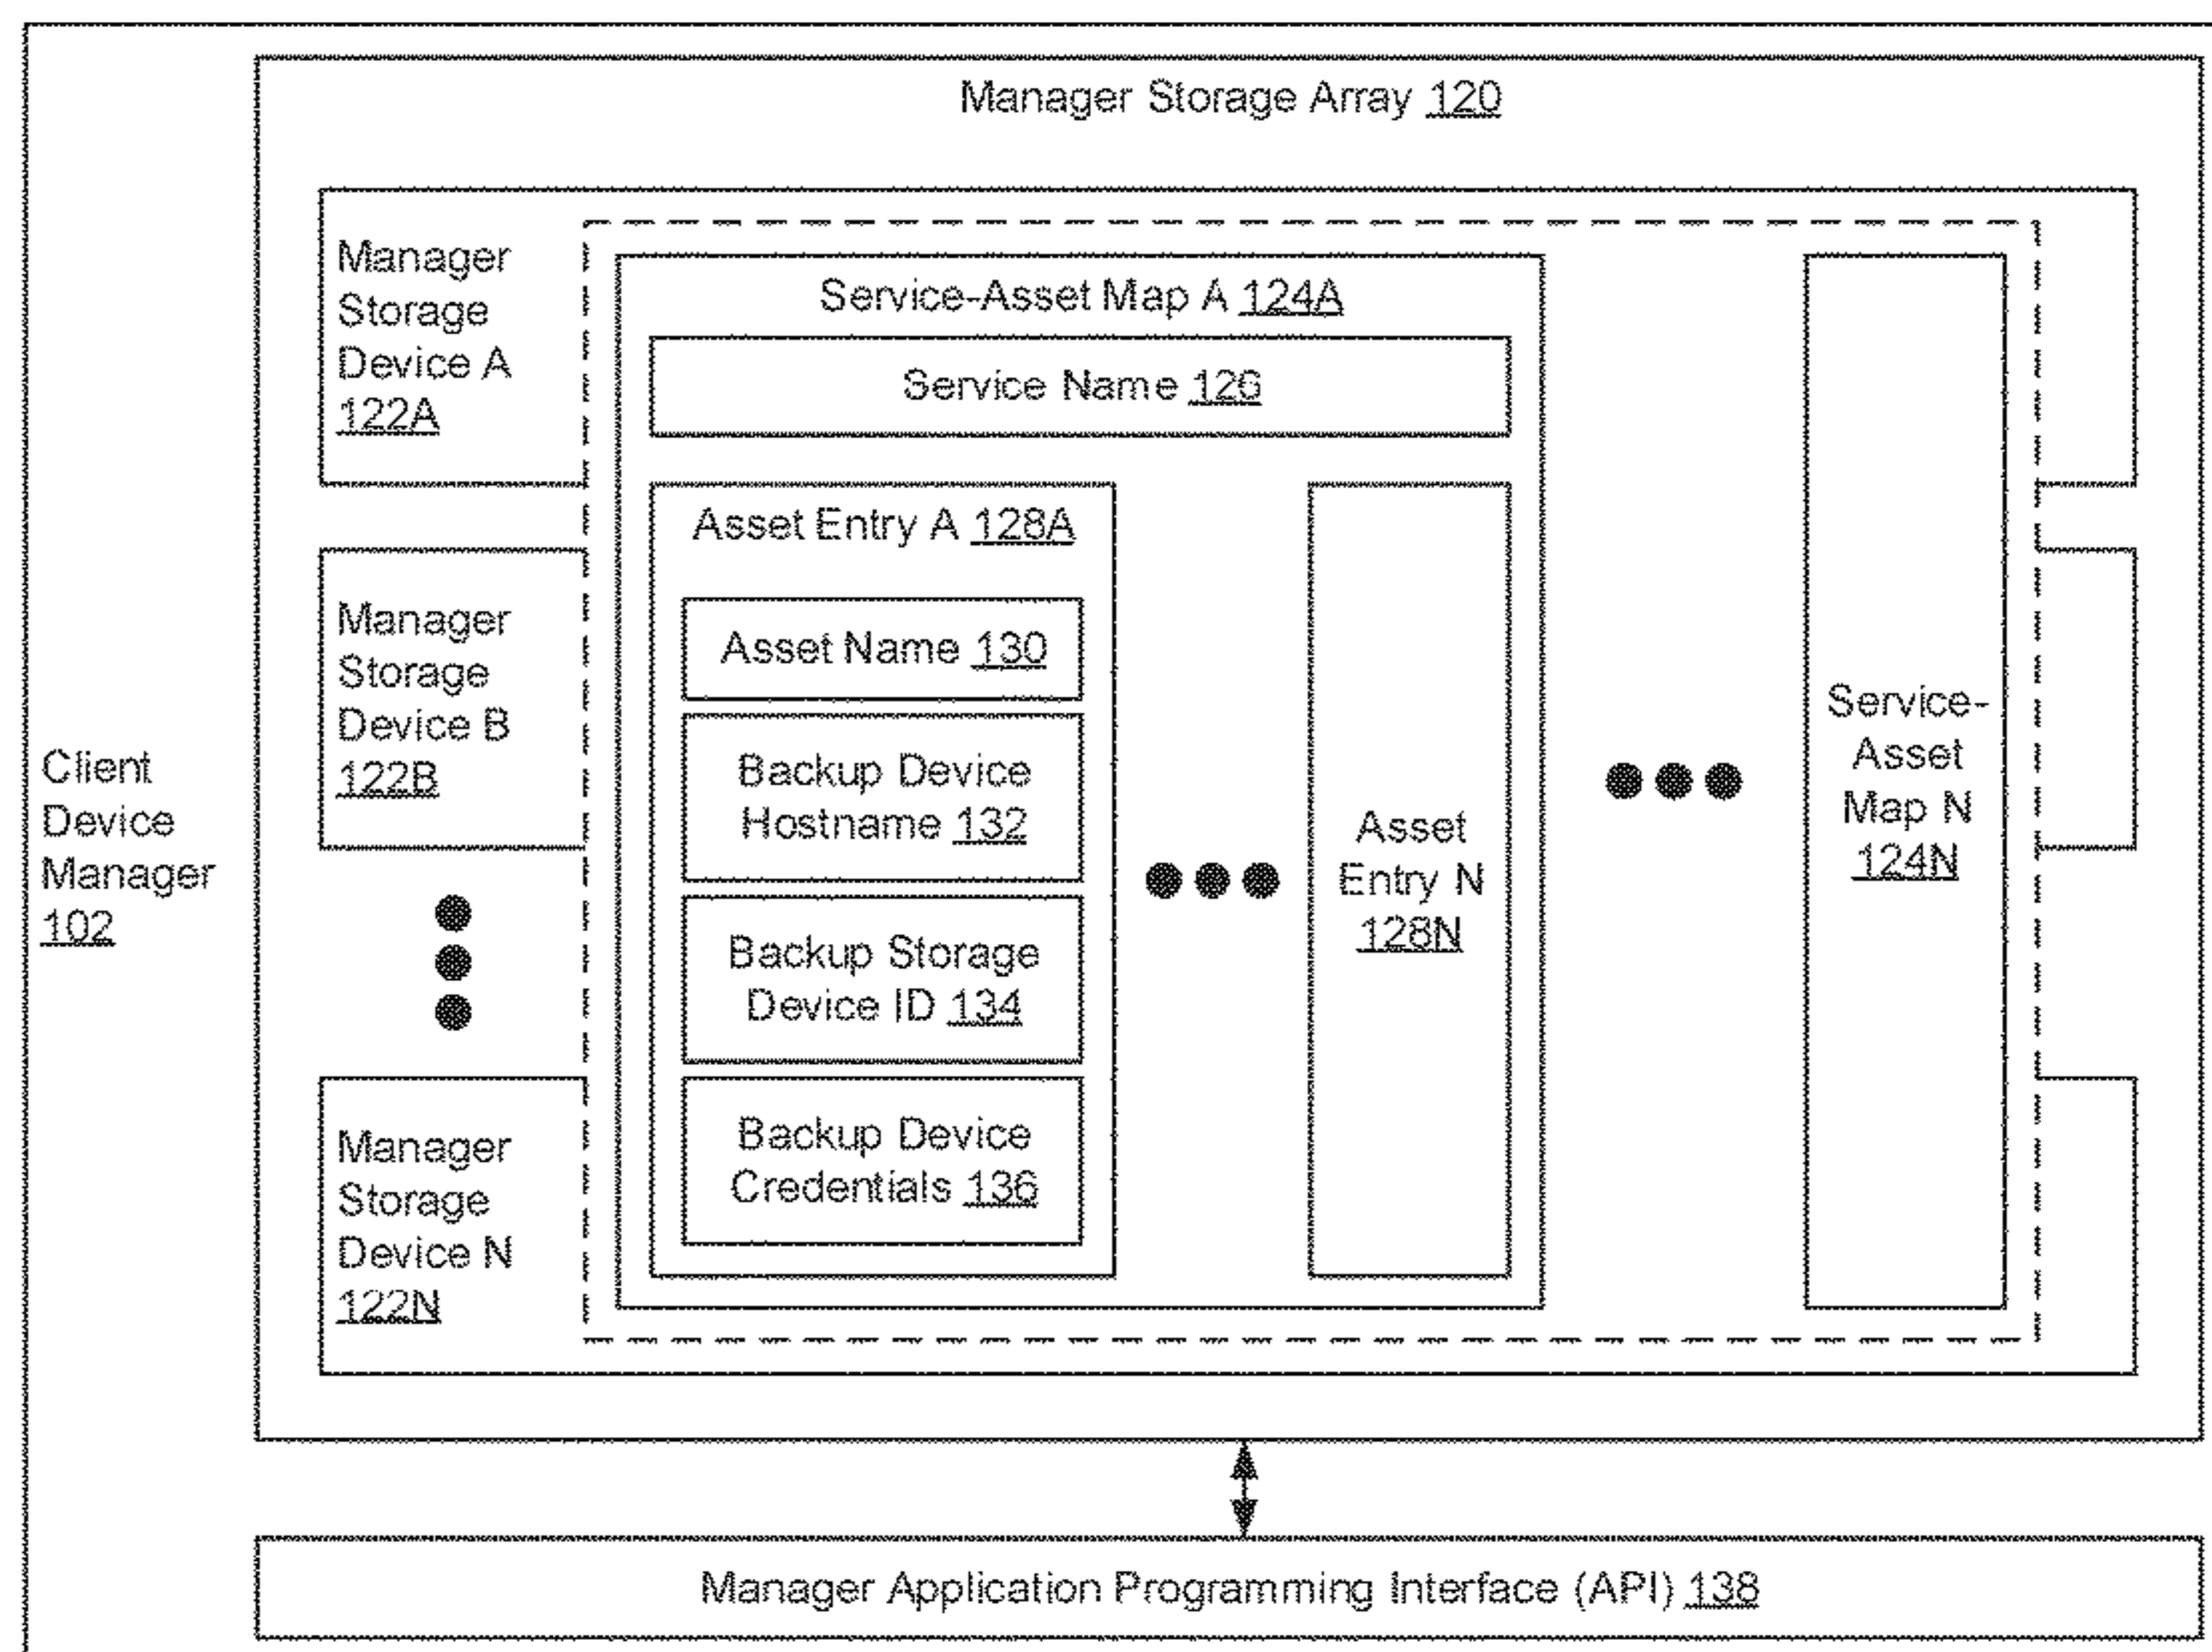 Manager Storage Array 120
Manager
Storage
Device A
122A
Service-Asset Map A 124A
Service Name 126
Asset Entry A 128A
Asset Name 130
Backup Device
Hostname 132
Backup Storage
Device ID 134
Backup Device
Credentials 136
Asset
Entry N
128N
Service-
Asset
Map N
124N
Manager
Storage
Device B
122B
Client
Device
Manager
102
Manager
Storage
Device N
122N
Manager Application Programming Interface (API) 138